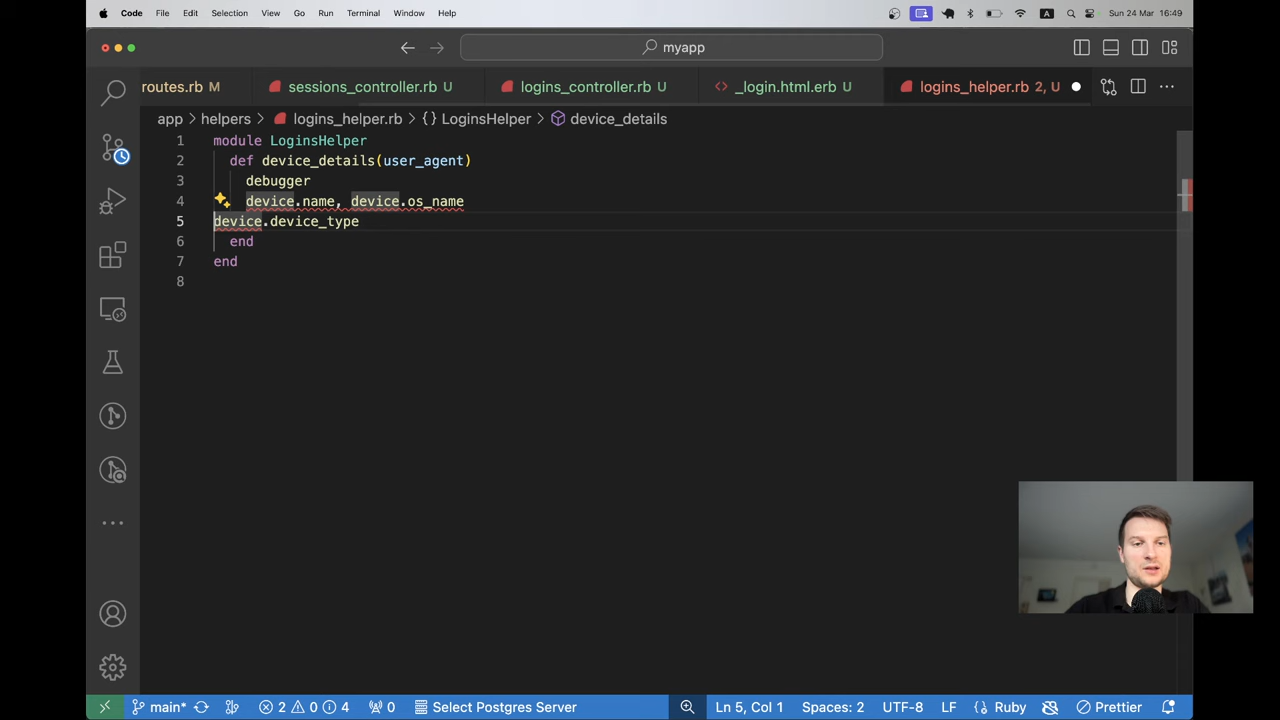 Code File Edit Selection View Go Run Terminal Window Help A Sun 24 Mar 16:49
myapp
routes.rb M sessions_controller.rb U logins_controller.rb U _login.html.erb U logins_helper.rb 2, U
app > helpers > logins_helper.rb > {} LoginsHelper > device_details
1 module LoginsHelper
2 def device_details(user_agent)
3 debugger
4 device.name, device.os_name
5 device.device_type
6 end
7 end
8
main* 2 0 4 0 Select Postgres Server Ln 5, Col 1 Spaces: 2 UTF-8 LF {} Ruby Prettier